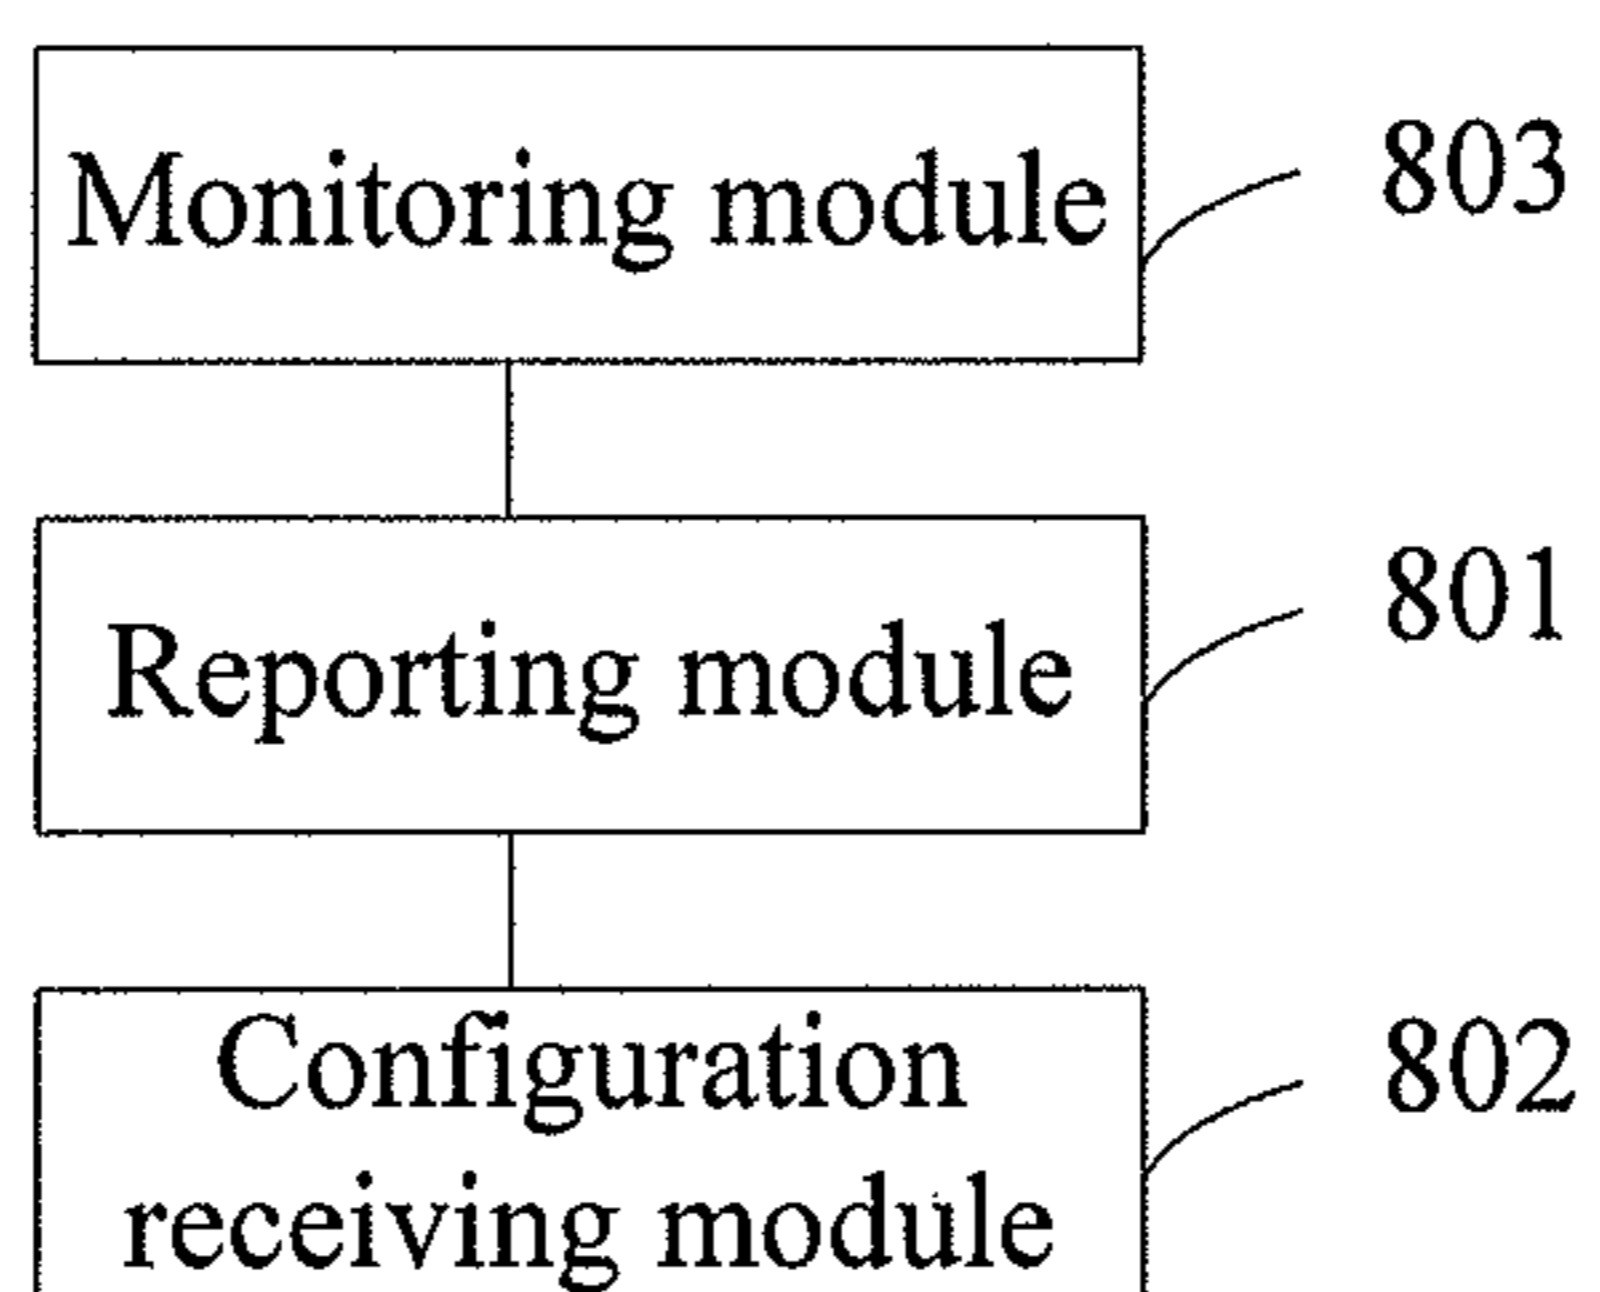 Monitoring module
803
Reporting module
801
Configuration
receiving module
802